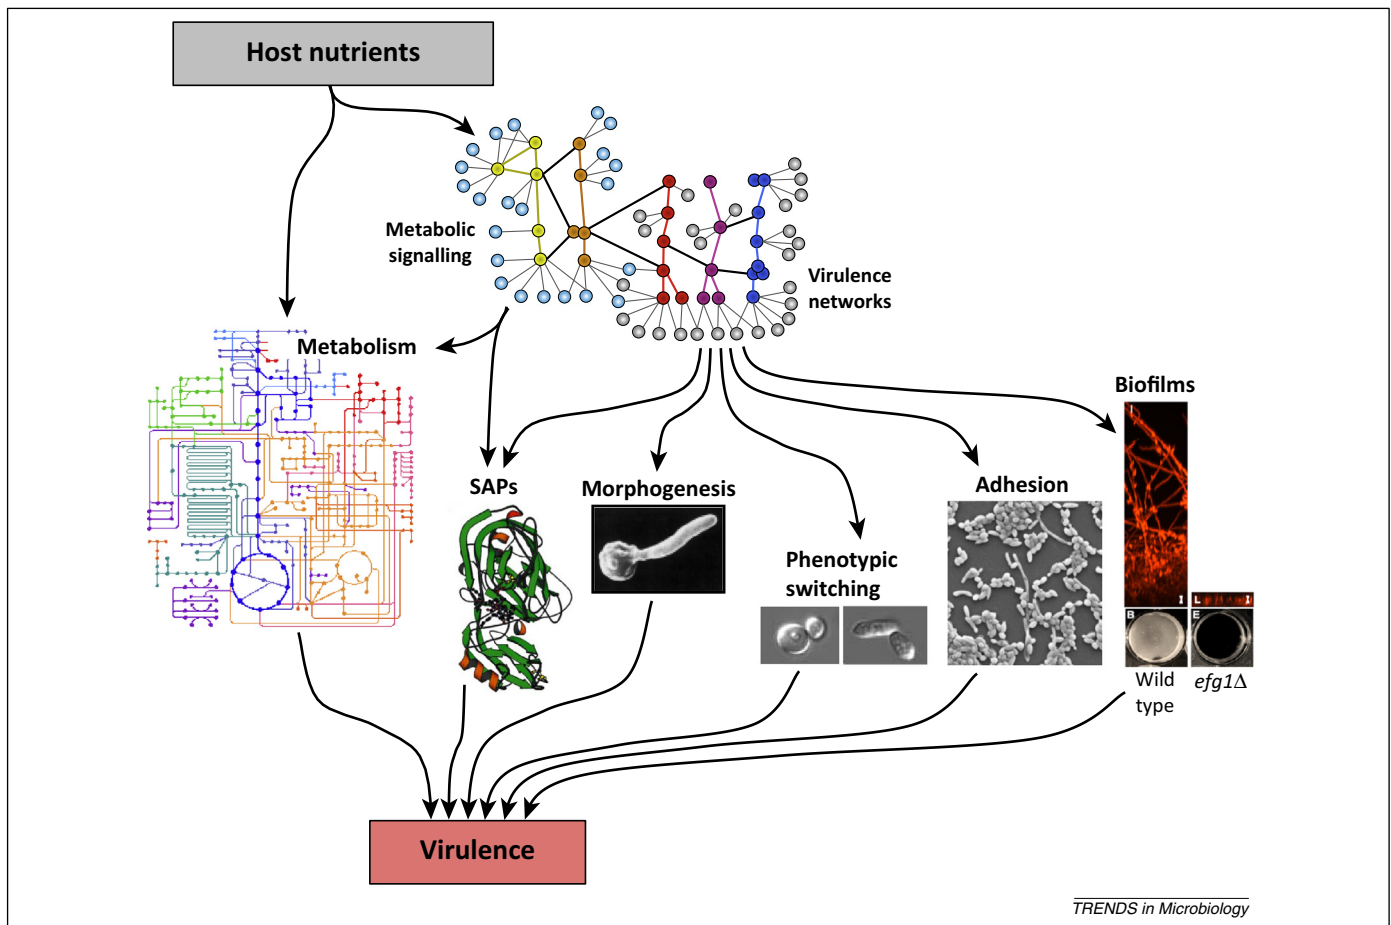 Host nutrients
Metabolic
signalling
Virulence
networks
Metabolism
Biofilms
SAPs
Morphogenesis
Adhesion
Phenotypic
switching
I
L
B
E
Wild
type
efg1Δ
Virulence
TRENDS in Microbiology